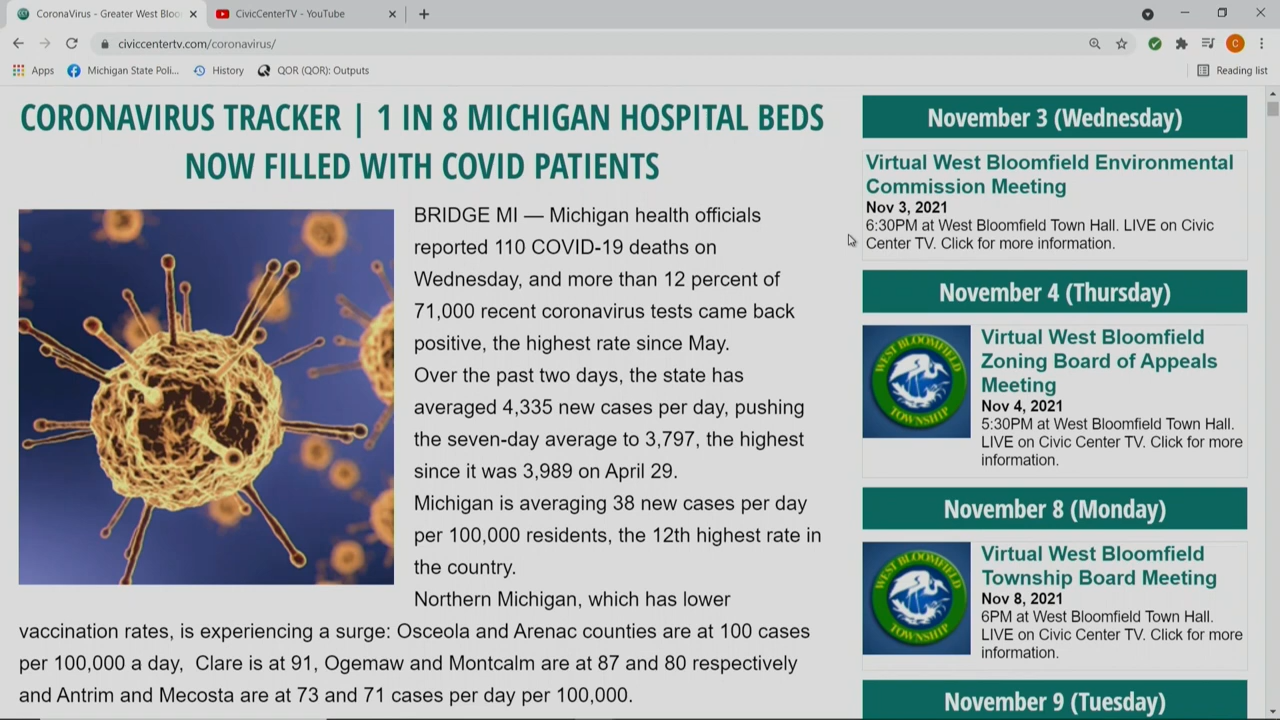 CoronaVirus - Greater West Bloo
CivicCenterTV - YouTube
civiccentertv.com/coronavirus/
C
Apps
Michigan State Poli...
History
QOR (QOR): Outputs
Reading list
CORONAVIRUS TRACKER | 1 IN 8 MICHIGAN HOSPITAL BEDS
NOW FILLED WITH COVID PATIENTS
BRIDGE MI — Michigan health officials
reported 110 COVID-19 deaths on
Wednesday, and more than 12 percent of
71,000 recent coronavirus tests came back
positive, the highest rate since May.
Over the past two days, the state has
averaged 4,335 new cases per day, pushing
the seven-day average to 3,797, the highest
since it was 3,989 on April 29.
Michigan is averaging 38 new cases per day
per 100,000 residents, the 12th highest rate in
the country.
Northern Michigan, which has lower
vaccination rates, is experiencing a surge: Osceola and Arenac counties are at 100 cases
per 100,000 a day, Clare is at 91, Ogemaw and Montcalm are at 87 and 80 respectively
and Antrim and Mecosta are at 73 and 71 cases per day per 100,000.
November 3 (Wednesday)
Virtual West Bloomfield Environmental
Commission Meeting
Nov 3, 2021
6:30PM at West Bloomfield Town Hall. LIVE on Civic
Center TV. Click for more information.
November 4 (Thursday)
WEST BLOOMFIELD
TOWNSHIP
Virtual West Bloomfield
Zoning Board of Appeals
Meeting
Nov 4, 2021
5:30PM at West Bloomfield Town Hall.
LIVE on Civic Center TV. Click for more
information.
November 8 (Monday)
WEST BLOOMFIELD
TOWNSHIP
Virtual West Bloomfield
Township Board Meeting
Nov 8, 2021
6PM at West Bloomfield Town Hall.
LIVE on Civic Center TV. Click for more
information.
November 9 (Tuesday)